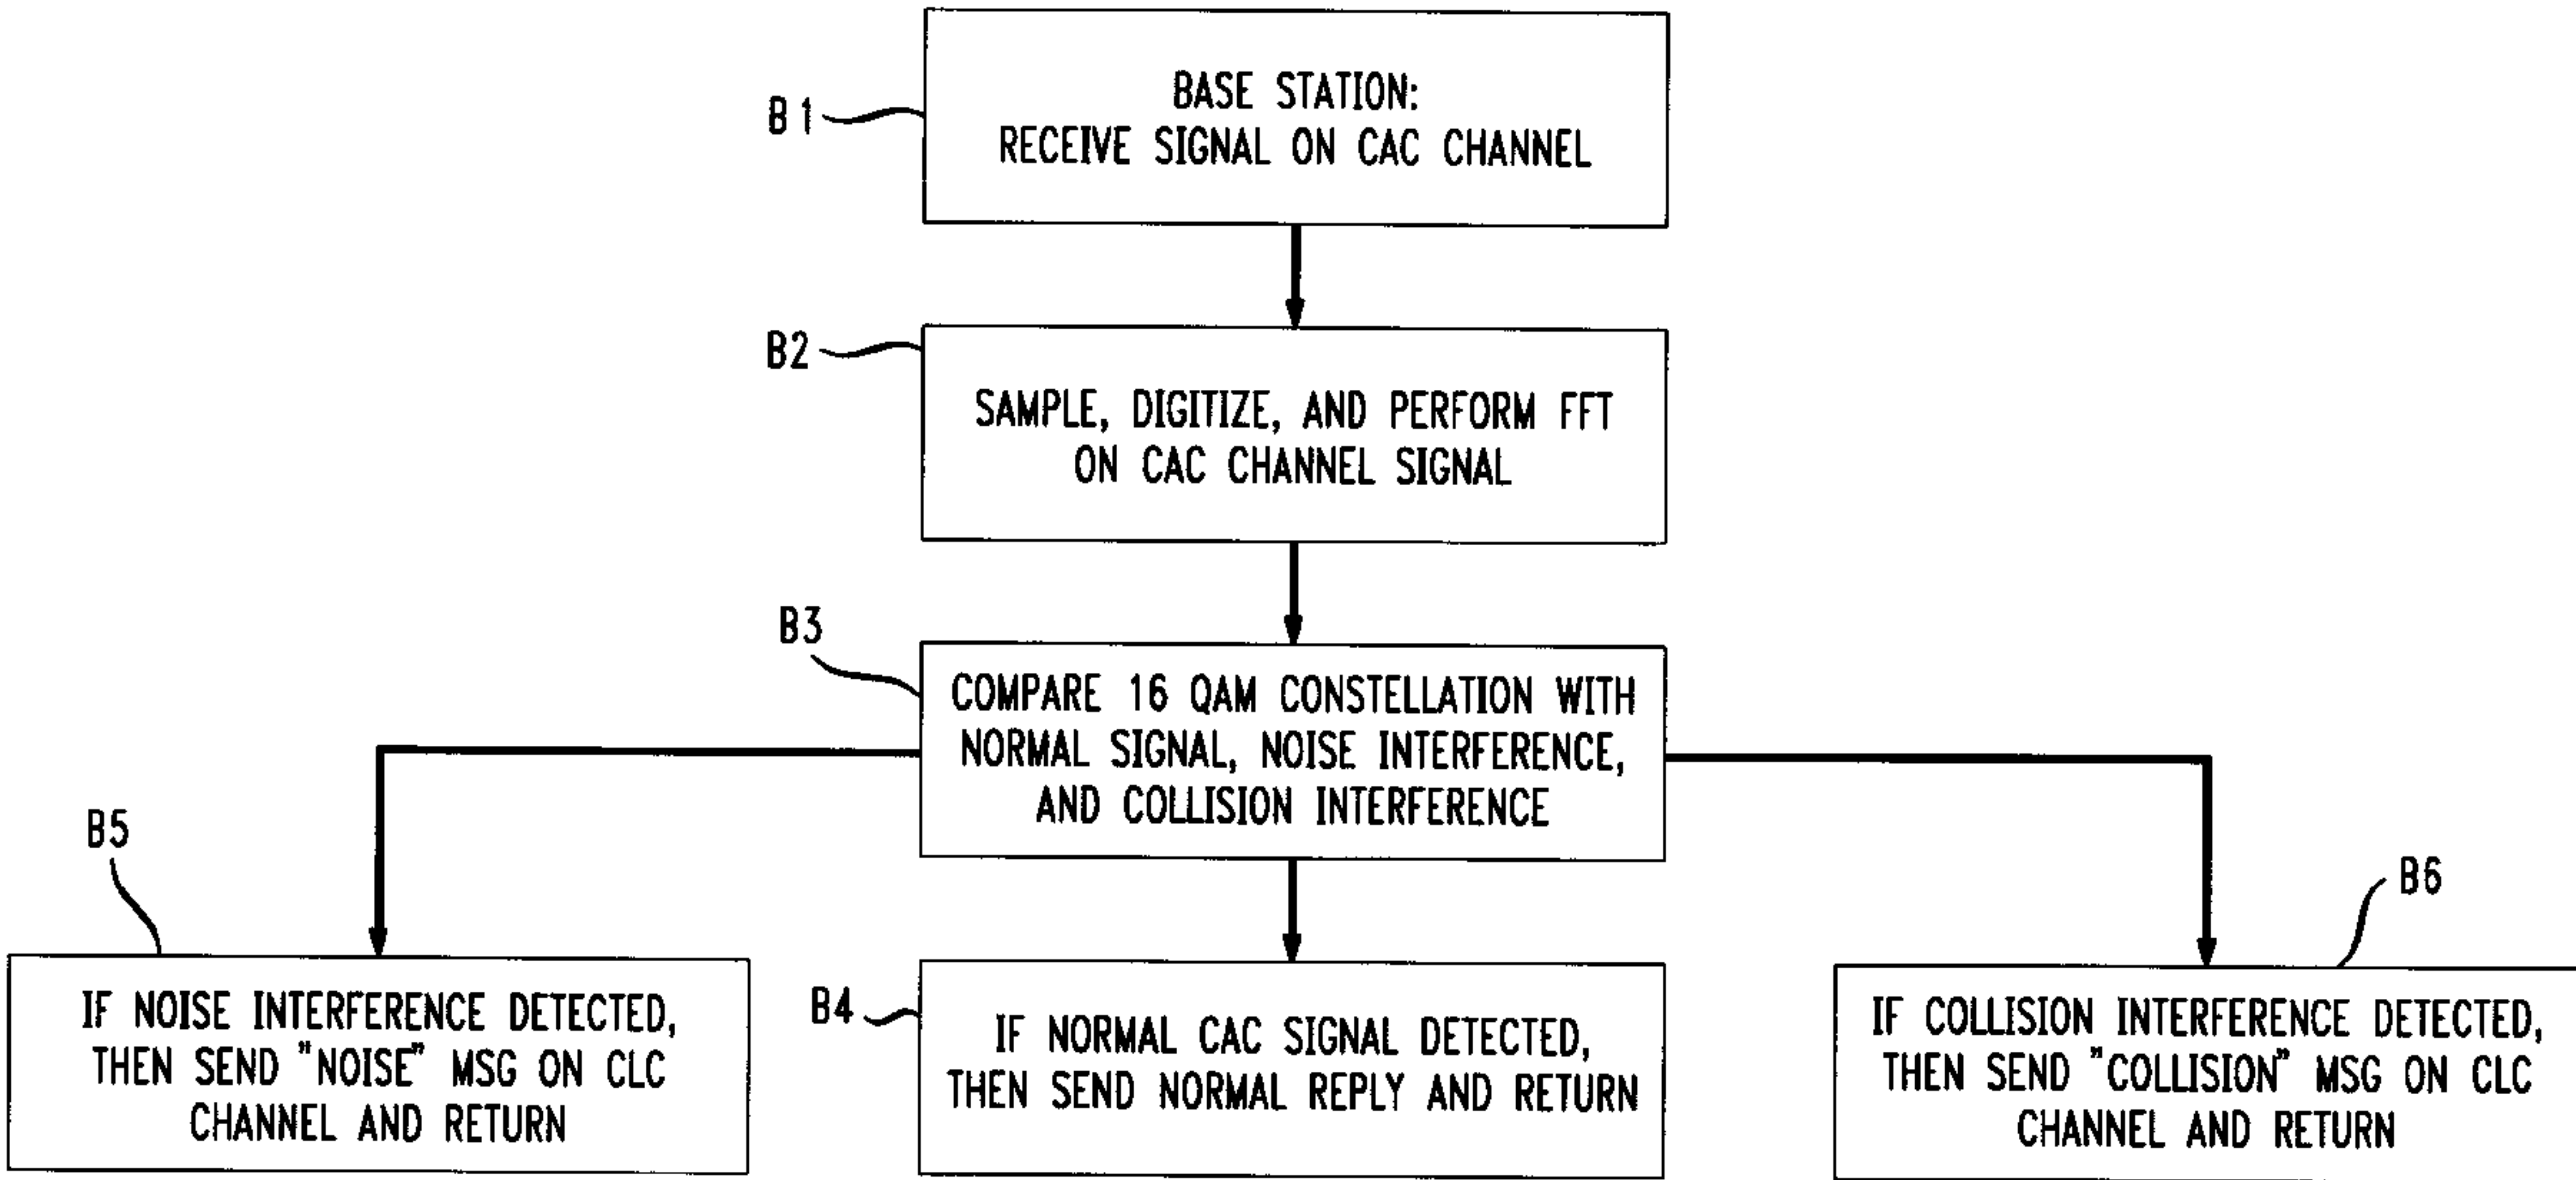 B1
BASE STATION:
RECEIVE SIGNAL ON CAC CHANNEL
B2
SAMPLE, DIGITIZE, AND PERFORM FFT
ON CAC CHANNEL SIGNAL
B3
COMPARE 16 QAM CONSTELLATION WITH
NORMAL SIGNAL, NOISE INTERFERENCE,
AND COLLISION INTERFERENCE
B5
IF NOISE INTERFERENCE DETECTED,
THEN SEND "NOISE" MSG ON CLC
CHANNEL AND RETURN
B4
IF NORMAL CAC SIGNAL DETECTED,
THEN SEND NORMAL REPLY AND RETURN
B6
IF COLLISION INTERFERENCE DETECTED,
THEN SEND "COLLISION" MSG ON CLC
CHANNEL AND RETURN